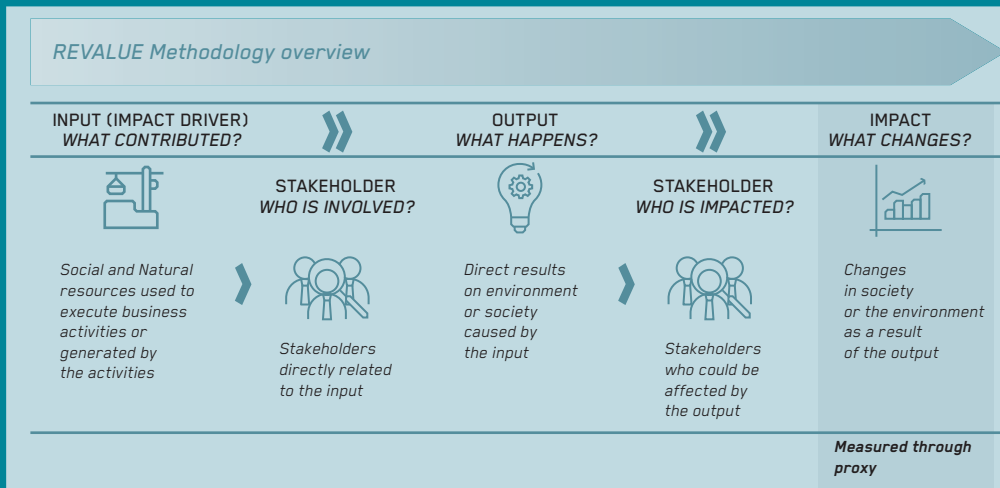 REVALUE Methodology overview
INPUT (IMPACT DRIVER)
WHAT CONTRIBUTED?
OUTPUT
WHAT HAPPENS?
IMPACT
WHAT CHANGES?
STAKEHOLDER
WHO IS INVOLVED?
STAKEHOLDER
WHO IS IMPACTED?
Social and Natural
resources used to
execute business
activities or
generated by
the activities
Stakeholders
directly related
to the input
Direct results
on environment
or society
caused by
the input
Stakeholders
who could be
affected by
the output
Changes
in society
or the environment
as a result
of the output
Measured through
proxy